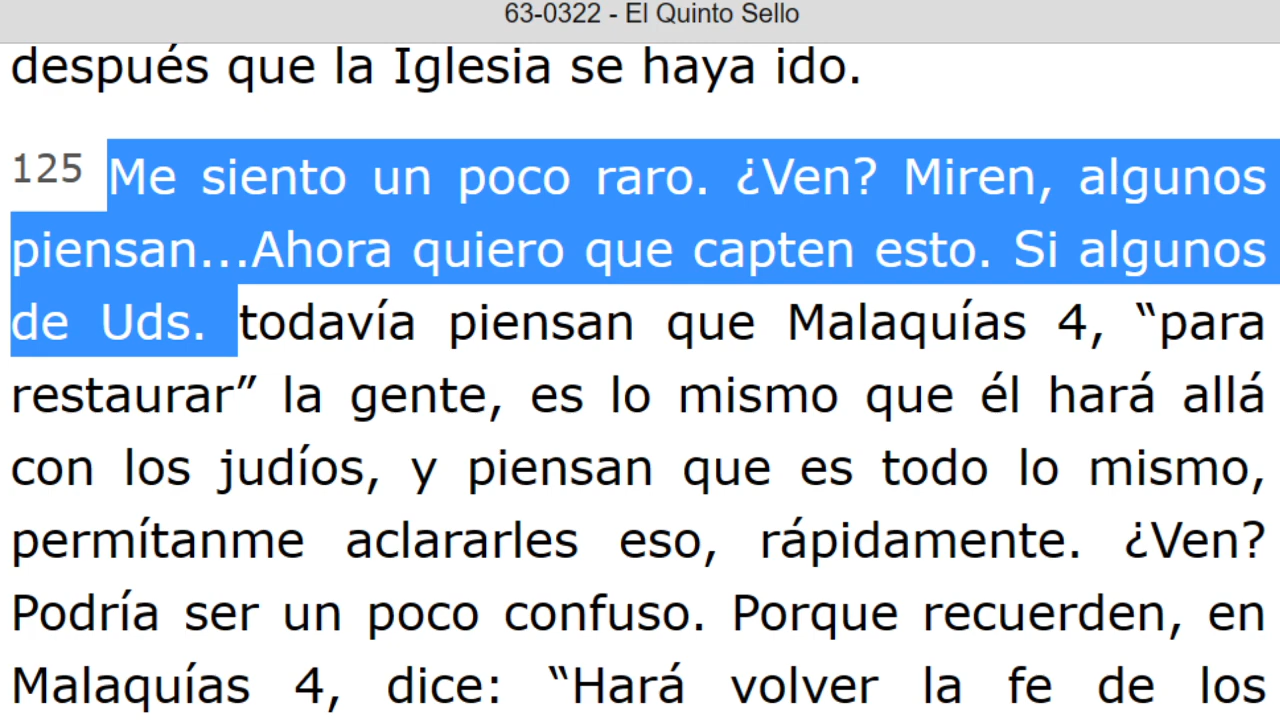 63-0322 - El Quinto Sello
después que la Iglesia se haya ido.
125 Me siento un poco raro. ¿Ven? Miren, algunos
piensan…Ahora quiero que capten esto. Si algunos
de Uds. todavía piensan que Malaquías 4, “para
restaurar” la gente, es lo mismo que él hará allá
con los judíos, y piensan que es todo lo mismo,
permítanme aclararles eso, rápidamente. ¿Ven?
Podría ser un poco confuso. Porque recuerden, en
Malaquías 4, dice: “Hará volver la fe de los